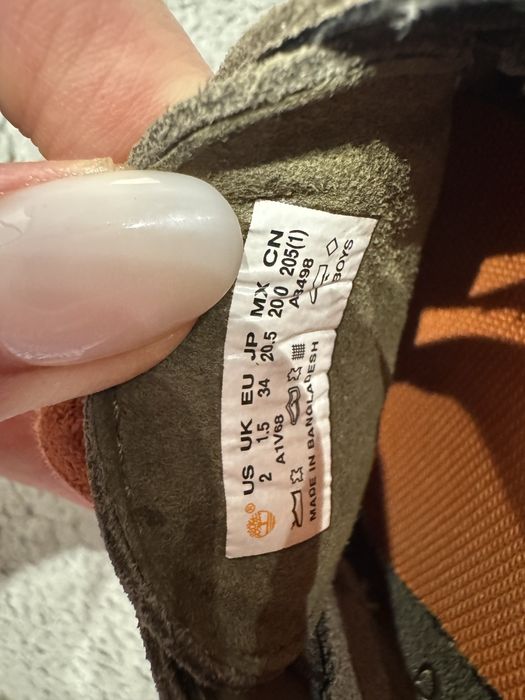 US UK EU JP MX CN
2 1.5 34 20.5 20.0 205(1)
A1V68 A3498
BOYS
MADE IN BANGLADESH